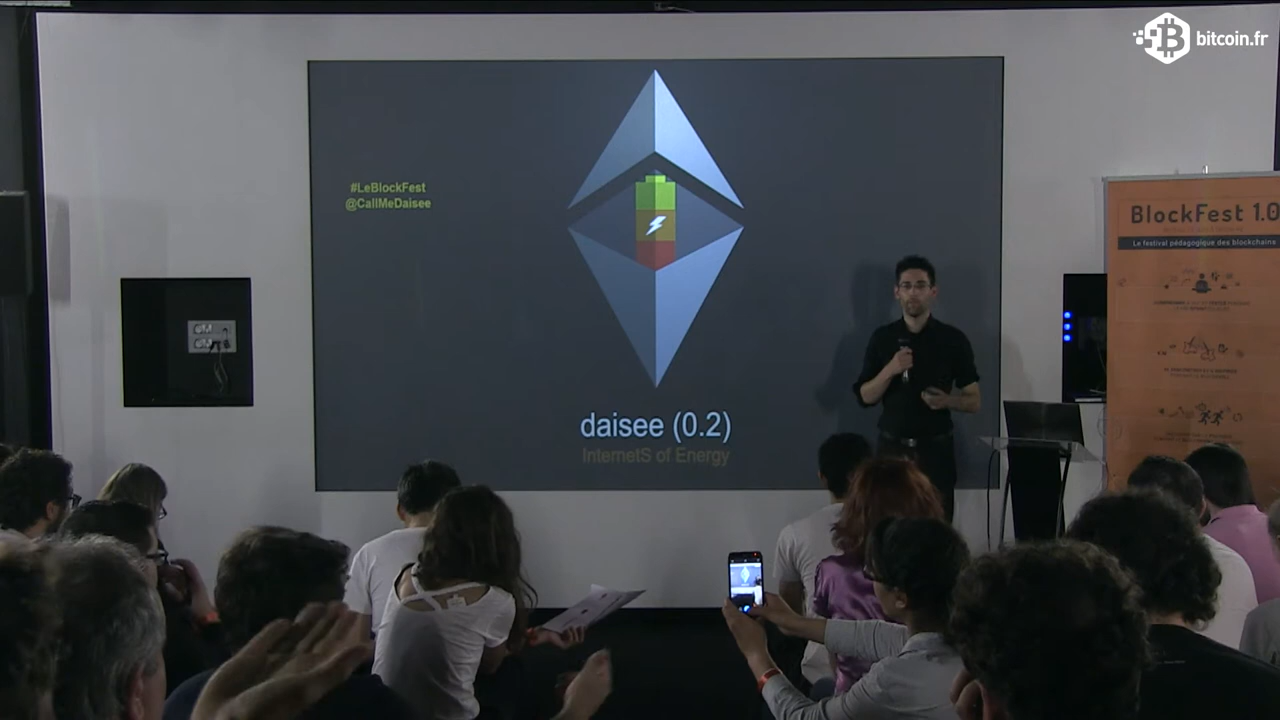 bitcoin.fr
#LeBlockFest
@CallMeDaisee
daisee (0.2)
InternetS of Energy
BlockFest 1.0
Le festival pédagogique des blockchains